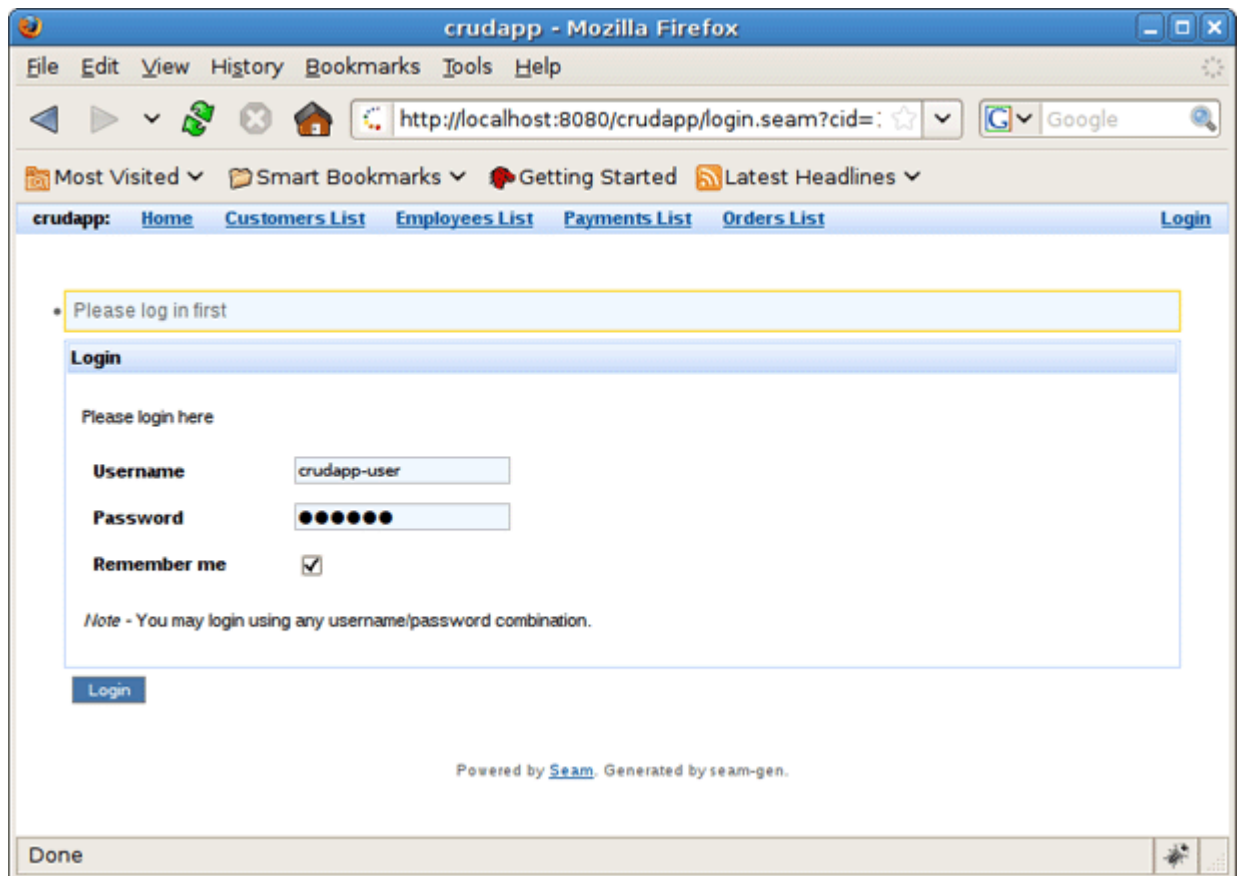 crudapp - Mozilla Firefox
File Edit View History Bookmarks Tools Help
http://localhost:8080/crudapp/login.seam?cid= G Google
Most Visited Smart Bookmarks Getting Started Latest Headlines
crudapp: Home Customers List Employees List Payments List Orders List Login
• Please log in first
Login
Please login here
Username crudapp-user
Password ●●●●●●
Remember me
Note - You may login using any username/password combination.
Login
Powered by Seam. Generated by seam-gen.
Done